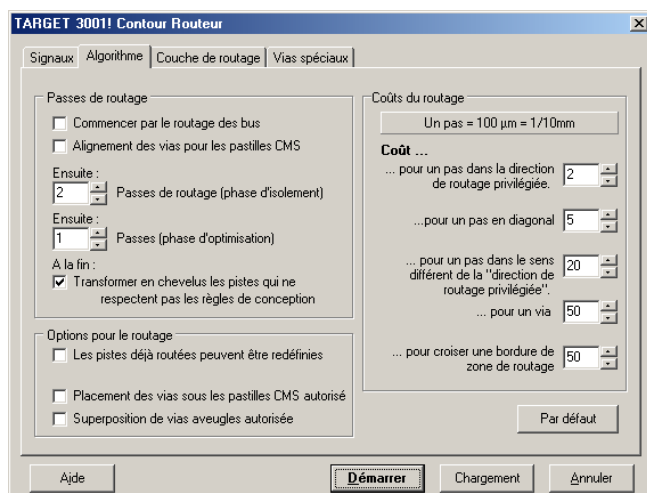 TARGET 3001! Contour Routeur
Signaux
Algorithme
Couche de routage
Vias spéciaux
Passes de routage
Commencer par le routage des bus
Alignement des vias pour les pastilles CMS
Ensuite :
2
Passes de routage (phase d'isolement)
Ensuite :
1
Passes (phase d'optimisation)
A la fin :
Transformer en chevelus les pistes qui ne
respectent pas les règles de conception
Options pour le routage
Les pistes déjà routées peuvent être redéfinies
Placement des vias sous les pastilles CMS autorisé
Superposition de vias aveugles autorisée
Coûts du routage
Un pas = 100 µm = 1/10mm
Coût ...
... pour un pas dans la direction
de routage privilégiée.
2
...pour un pas en diagonal
5
... pour un pas dans le sens
différent de la "direction de
routage privilégiée".
20
... pour un via
50
... pour croiser une bordure de
zone de routage
50
Par défaut
Aide
Démarrer
Chargement
Annuler